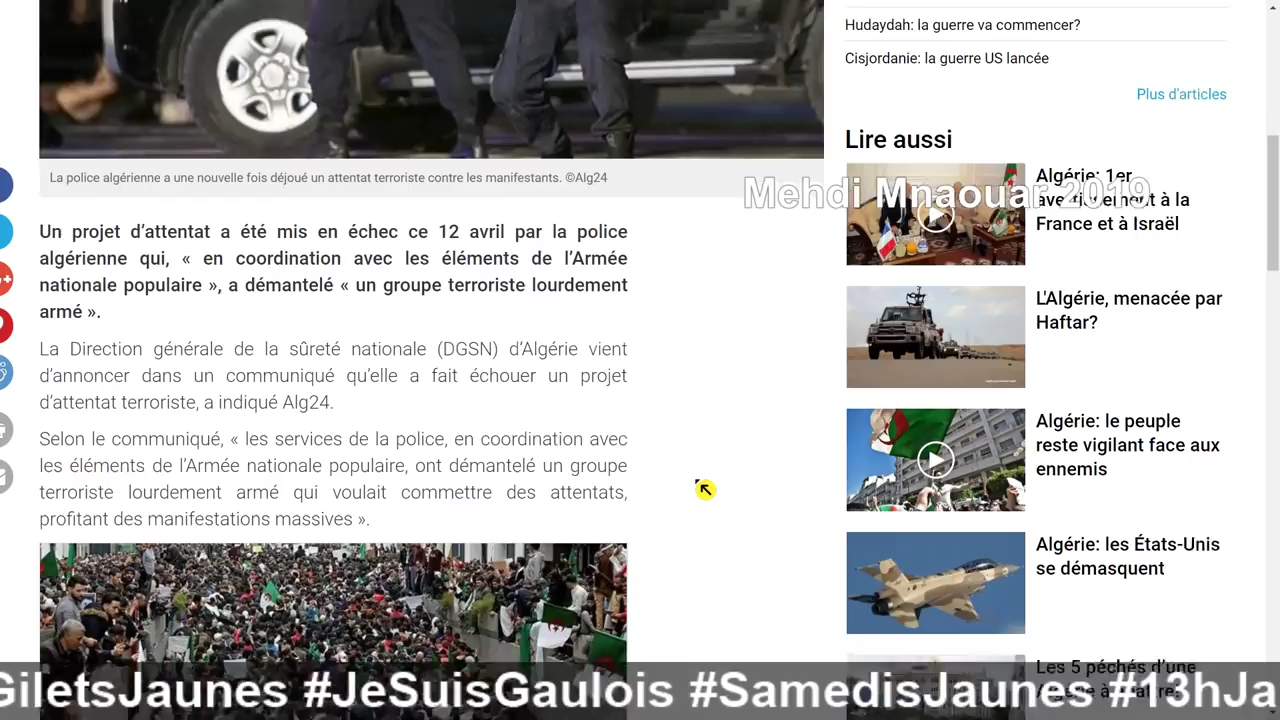 La police algérienne a une nouvelle fois déjoué un attentat terroriste contre les manifestants. ©Alg24
Un projet d'attentat a été mis en échec ce 12 avril par la police
algérienne qui, « en coordination avec les éléments de l'Armée
nationale populaire », a démantelé « un groupe terroriste lourdement
armé ».
La Direction générale de la sûreté nationale (DGSN) d'Algérie vient
d'annoncer dans un communiqué qu'elle a fait échouer un projet
d'attentat terroriste, a indiqué Alg24.
Selon le communiqué, « les services de la police, en coordination avec
les éléments de l'Armée nationale populaire, ont démantelé un groupe
terroriste lourdement armé qui voulait commettre des attentats,
profitant des manifestations massives ».
Hudaydah: la guerre va commencer?
Cisjordanie: la guerre US lancée
Plus d'articles
Lire aussi
Mehdi Mnaouar 2019
Algérie: 1er
avertissement à la
France et à Israël
L'Algérie, menacée par
Haftar?
Algérie: le peuple
reste vigilant face aux
ennemis
Algérie: les États-Unis
se démasquent
Les 5 péchés d'une
GiletsJaunes #JeSuisGaulois #SamedisJaunes #13hJa